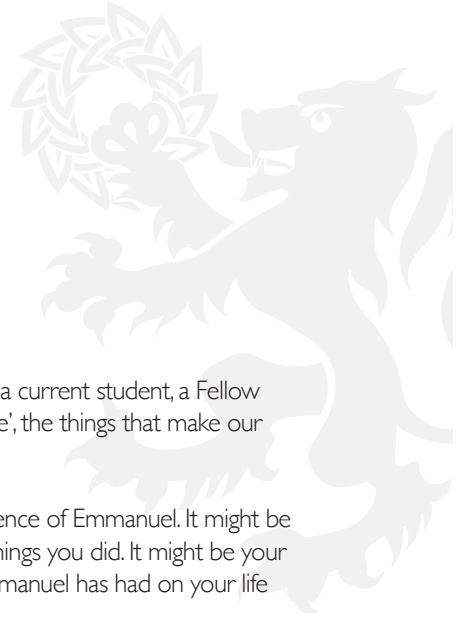 a current student, a Fellow
e’, the things that make our
ence of Emmanuel. It might be
hings you did. It might be your
mmanuel has had on your life